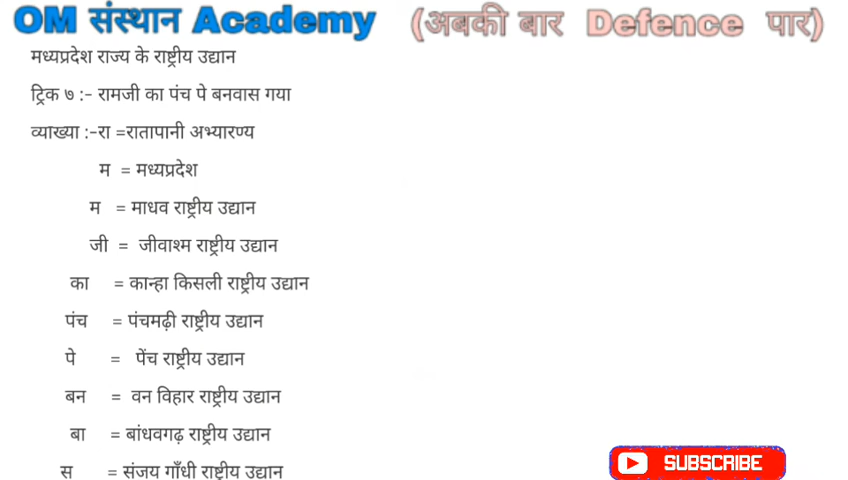 OM संस्थान Academy (अबकी बार Defence पार)
मध्यप्रदेश राज्य के राष्ट्रीय उद्यान
ट्रिक ७ :- रामजी का पंच पे बनवास गया
व्याख्या :-रा =रातापानी अभ्यारण्य
म = मध्यप्रदेश
म = माधव राष्ट्रीय उद्यान
जी = जीवाश्म राष्ट्रीय उद्यान
का = कान्हा किसली राष्ट्रीय उद्यान
पंच = पंचमढ़ी राष्ट्रीय उद्यान
पे = पेंच राष्ट्रीय उद्यान
बन = वन विहार राष्ट्रीय उद्यान
बा = बांधवगढ़ राष्ट्रीय उद्यान
स = संजय गाँधी राष्ट्रीय उद्यान
SUBSCRIBE